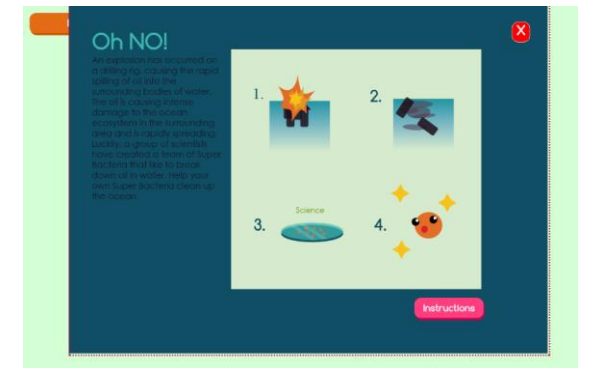 X
Oh NO!
An explosion has occurred on
a drilling rig, causing the rapid
spilling of oil into the
surrounding bodies of water.
The oil is causing intense
damage to the ocean
ecosystem in the surrounding
area and is rapidly spreading.
Luckily, a group of scientists
have created a team of Super
Bacteria that like to break
down oil in water. Help your
own Super Bacteria clean up
the ocean.
1.
2.
Science
3.
4.
Instructions